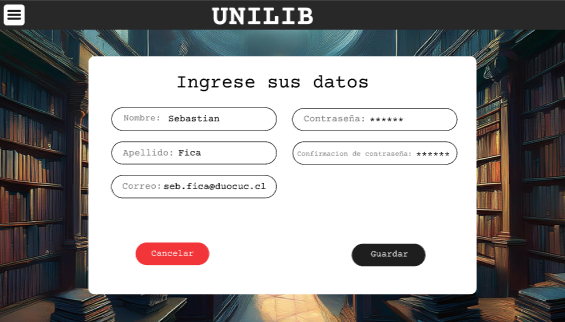 UNILIB
Ingrese sus datos
Nombre: Sebastian
Contraseña: ******
Apellido: Fica
Confirmacion de contraseña: ******
Correo: seb.fica@duocuc.cl
Cancelar
Guardar